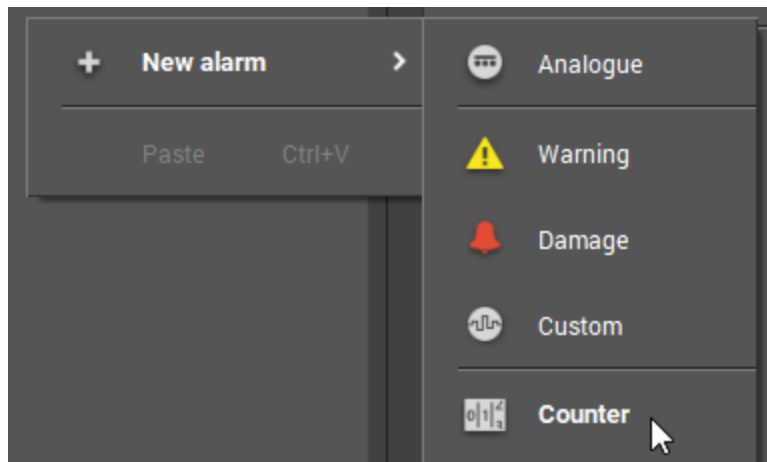 New alarm
Paste Ctrl+V
Analogue
Warning
Damage
Custom
Counter